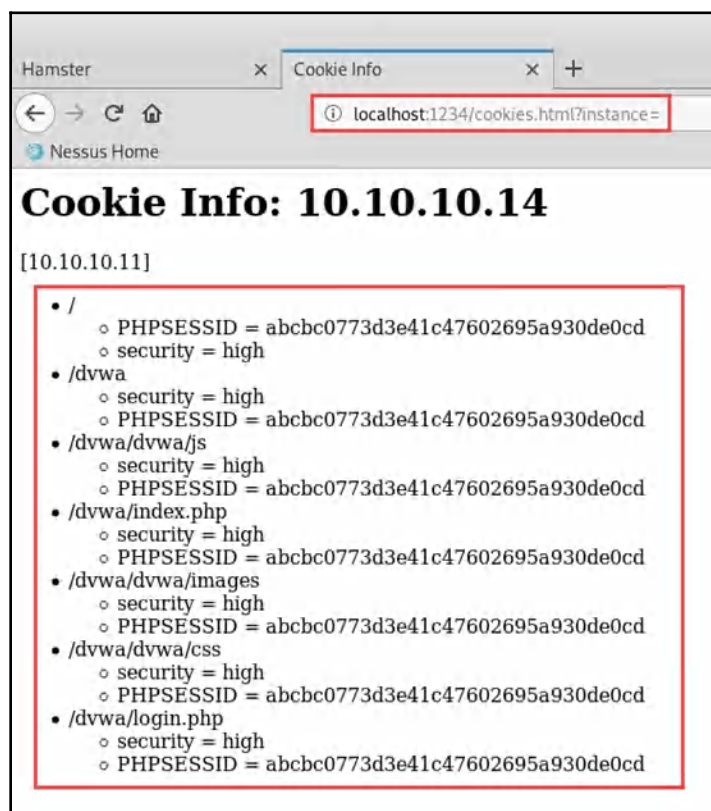 Hamster × Cookie Info × +
localhost:1234/cookies.html?instance=
Nessus Home
Cookie Info: 10.10.10.14
[10.10.10.11]
• /
◦ PHPSESSID = abcbc0773d3e41c47602695a930de0cd
◦ security = high
• /dvwa
◦ security = high
◦ PHPSESSID = abcbc0773d3e41c47602695a930de0cd
• /dvwa/dvwa/js
◦ security = high
◦ PHPSESSID = abcbc0773d3e41c47602695a930de0cd
• /dvwa/index.php
◦ security = high
◦ PHPSESSID = abcbc0773d3e41c47602695a930de0cd
• /dvwa/dvwa/images
◦ security = high
◦ PHPSESSID = abcbc0773d3e41c47602695a930de0cd
• /dvwa/dvwa/css
◦ security = high
◦ PHPSESSID = abcbc0773d3e41c47602695a930de0cd
• /dvwa/login.php
◦ security = high
◦ PHPSESSID = abcbc0773d3e41c47602695a930de0cd